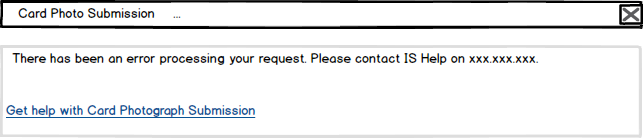 Card Photo Submission ...
There has been an error processing your request. Please contact IS Help on xxx.xxx.xxx.
Get help with Card Photograph Submission